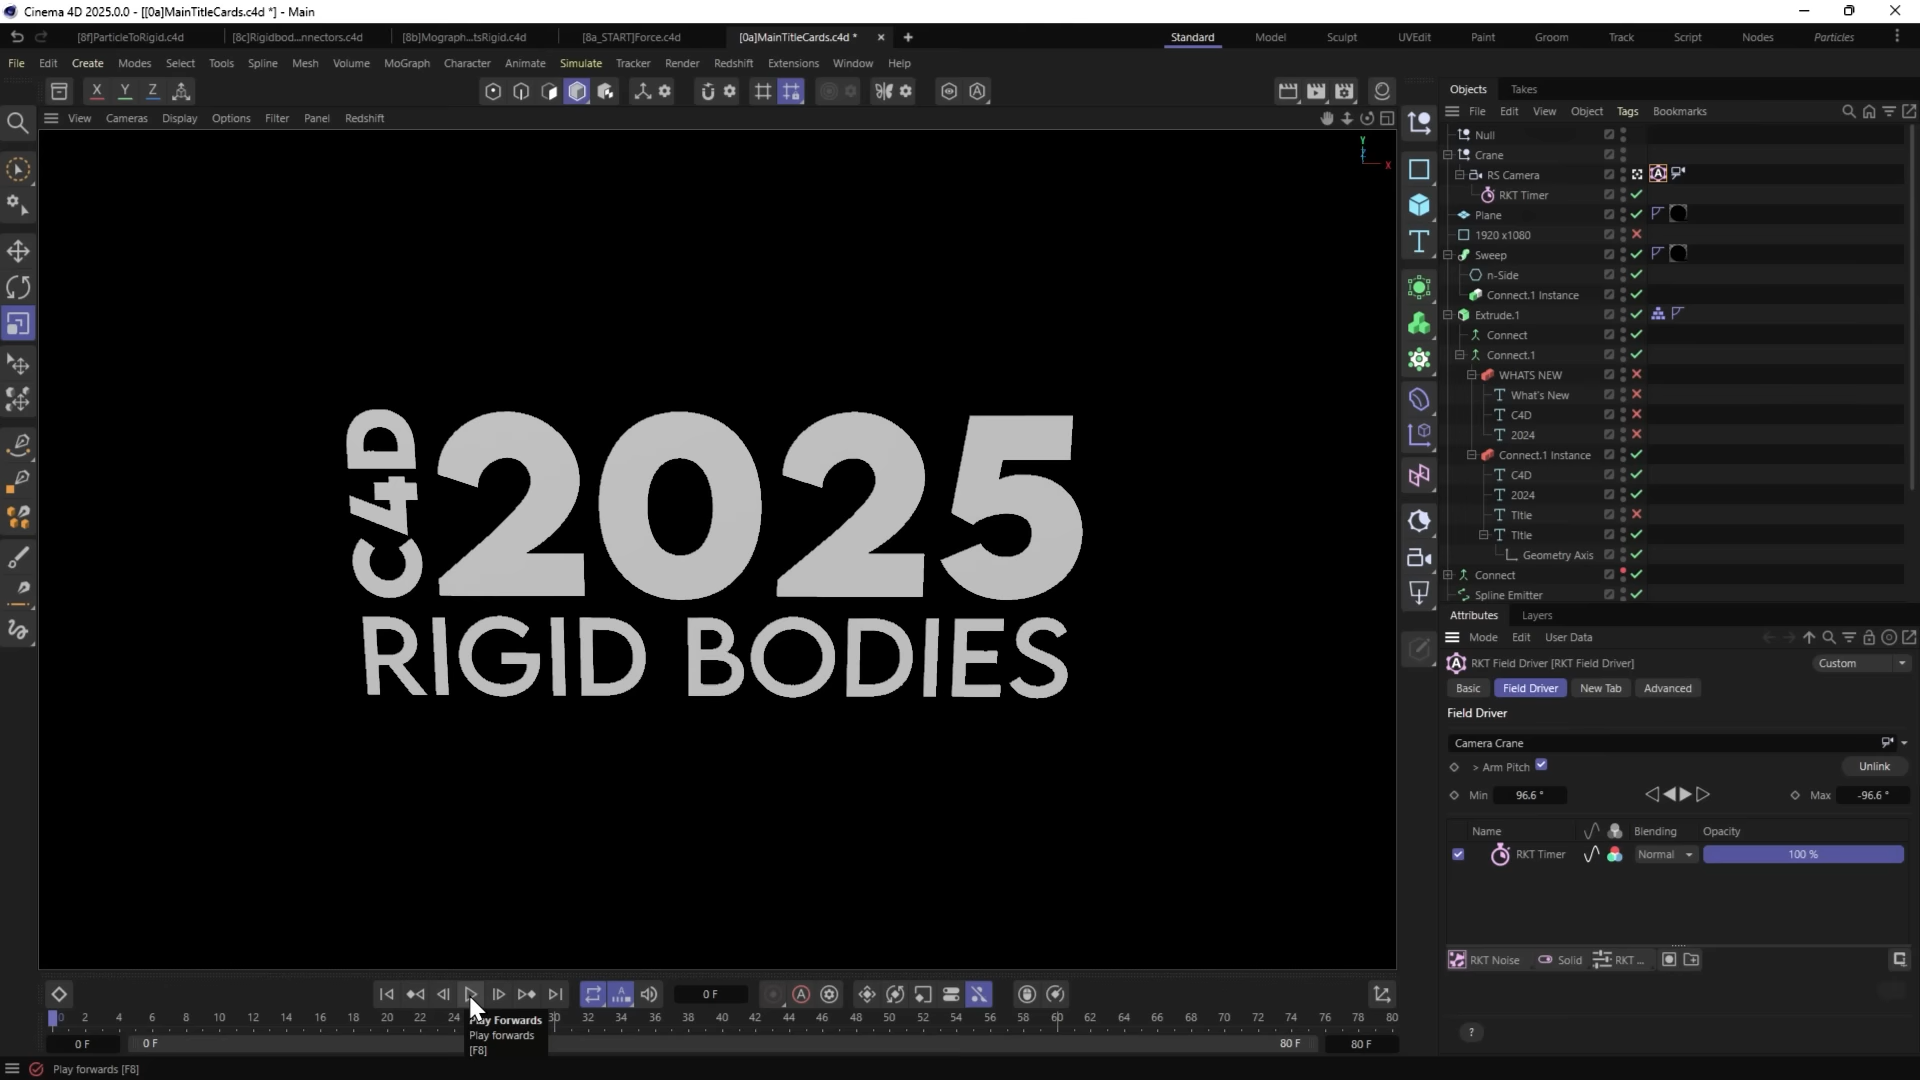 Cinema 4D 2025.0.0 - [[0a]MainTitleCards.c4d *] - Main
[8f]ParticleToRigid.c4d
[8c]Rigidbod...nnectors.c4d
[8b]Mograph...tsRigid.c4d
[8a_START]Force.c4d
[0a]MainTitleCards.c4d *
Standard Model Sculpt UVEdit Paint Groom Track Script Nodes Particles
File Edit Create Modes Select Tools Spline Mesh Volume MoGraph Character Animate Simulate Tracker Render Redshift Extensions Window Help
X Y Z
Objects Takes
View Cameras Display Options Filter Panel Redshift
File Edit View Object Tags Bookmarks
Y
Z
X
Null
Crane
RS Camera
RKT Timer
Plane
1920 x1080
Sweep
n-Side
Connect.1 Instance
Extrude.1
Connect
Connect.1
WHATS NEW
What's New
C4D
2024
Connect.1 Instance
C4D
2024
Title
Title
Geometry Axis
Connect
Spline Emitter
C4D
2025
RIGID BODIES
Attributes Layers
Mode Edit User Data
RKT Field Driver [RKT Field Driver]
Custom
Basic Field Driver New Tab Advanced
Field Driver
Camera Crane
> Arm Pitch
Unlink
Min 96.6 °
Max -96.6 °
Name Blending Opacity
RKT Timer Normal 100 %
RKT Noise Solid RKT ...
?
0 F
0 2 4 6 8 10 12 14 16 18 20 22 24 30 32 34 36 38 40 42 44 46 48 50 52 54 56 58 60 62 64 66 68 70 72 74 76 78 80
Play Forwards
Play forwards
[F8]
0 F 0 F 80 F 80 F
Play forwards [F8]